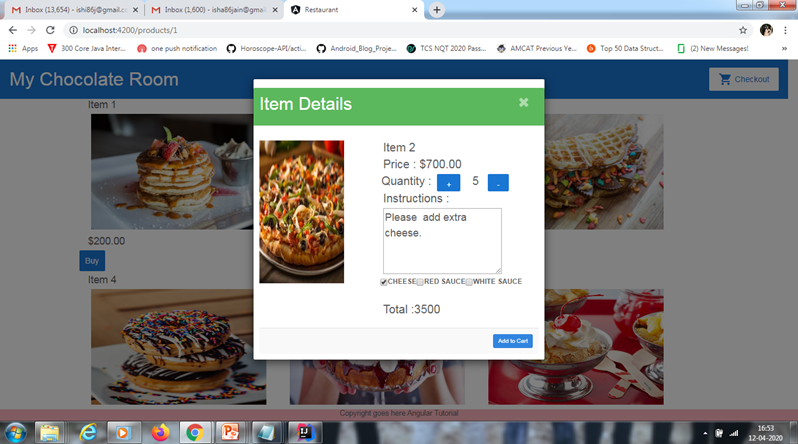 Inbox (13,654) - ishi86j@gmail.c
Inbox (1,600) - isha86jain@gmai
Restaurant
localhost:4200/products/1
Apps
300 Core Java Inter...
one push notification
Horoscope-API/acti...
Android_Blog_Proje...
TCS NQT 2020 Pass...
AMCAT Previous Ye...
Top 50 Data Struct...
(2) New Messages!
»
My Chocolate Room
Checkout
Item 1
$200.00
Buy
Item 4
Item Details
Item 2
Price : $700.00
Quantity : + 5 -
Instructions :
Please add extra
cheese.
CHEESE RED SAUCE WHITE SAUCE
Total :3500
Add to Cart
Copyright goes here Angular Tutorial
16:53
12-04-2020